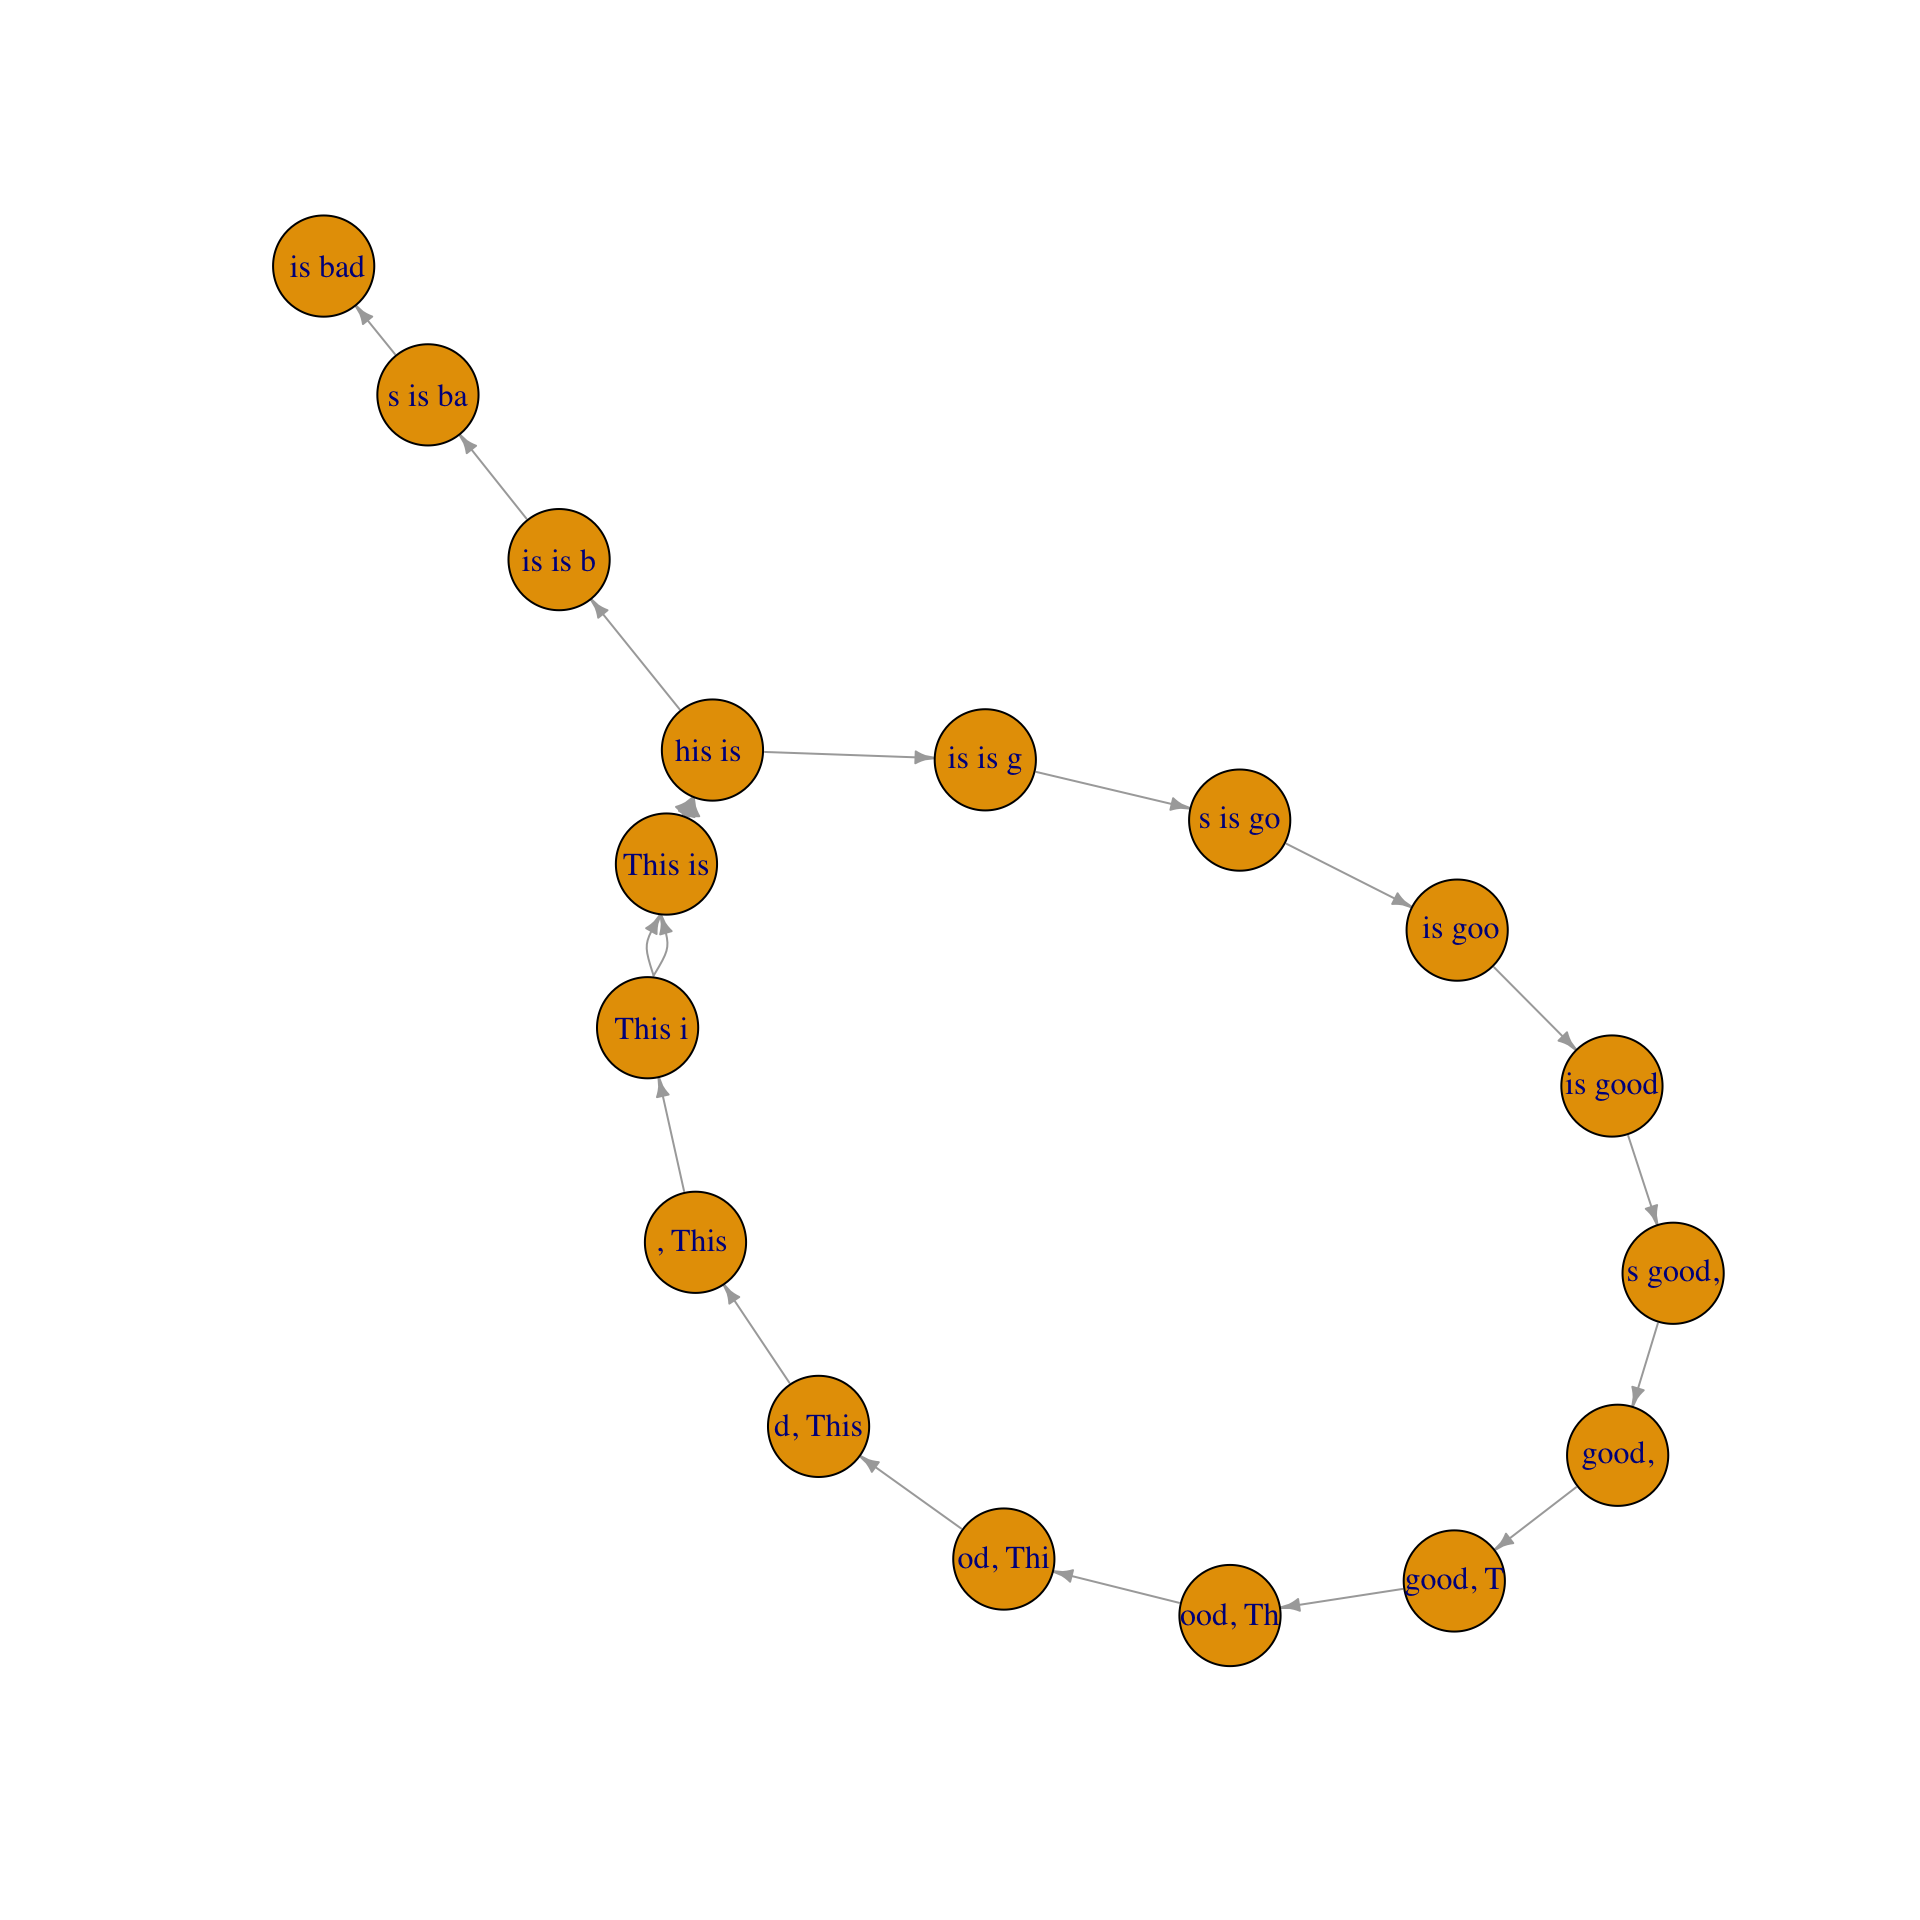 is bad
s is ba
is is b
his is
is is g
s is go
This is
is goo
This i
is good
, This
s good,
d, This
good,
od, Thi
good, T
ood, Th